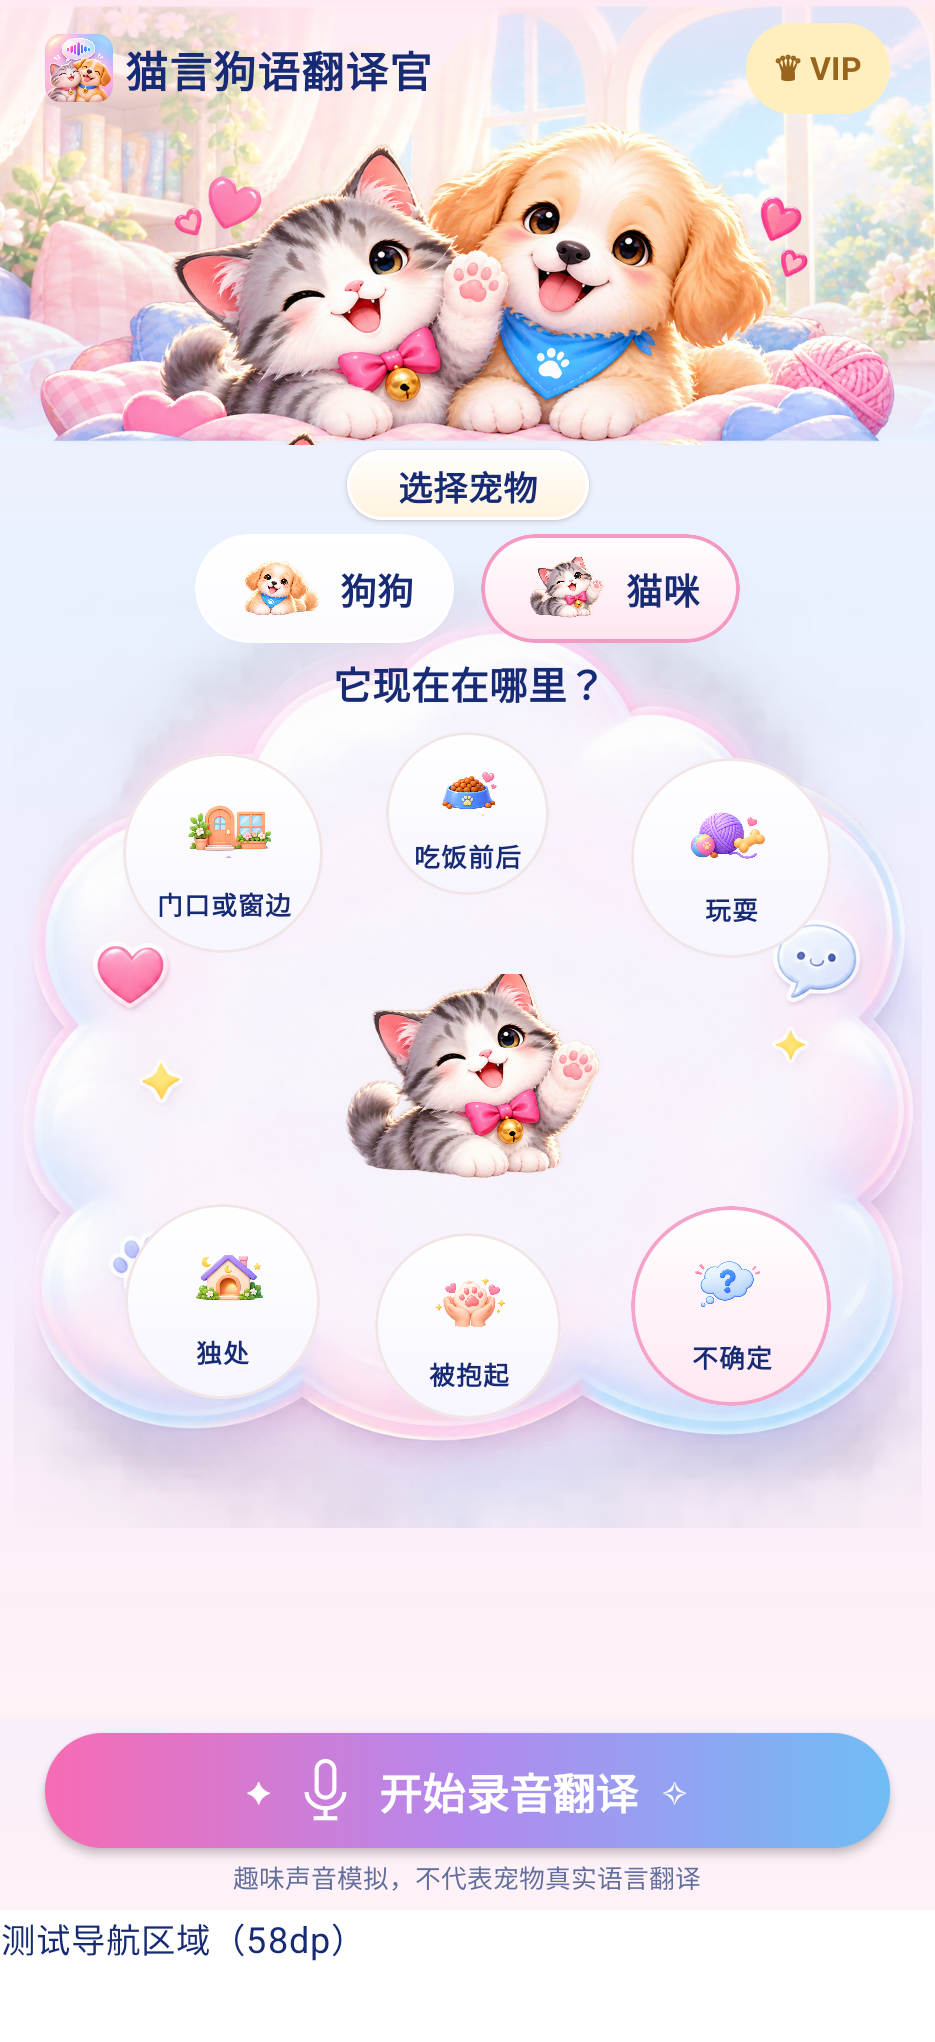 猫言狗语翻译官
VIP
选择宠物
狗狗
猫咪
它现在在哪里？
门口或窗边
吃饭前后
玩耍
独处
被抱起
不确定
开始录音翻译
趣味声音模拟，不代表宠物真实语言翻译
测试导航区域（58dp）